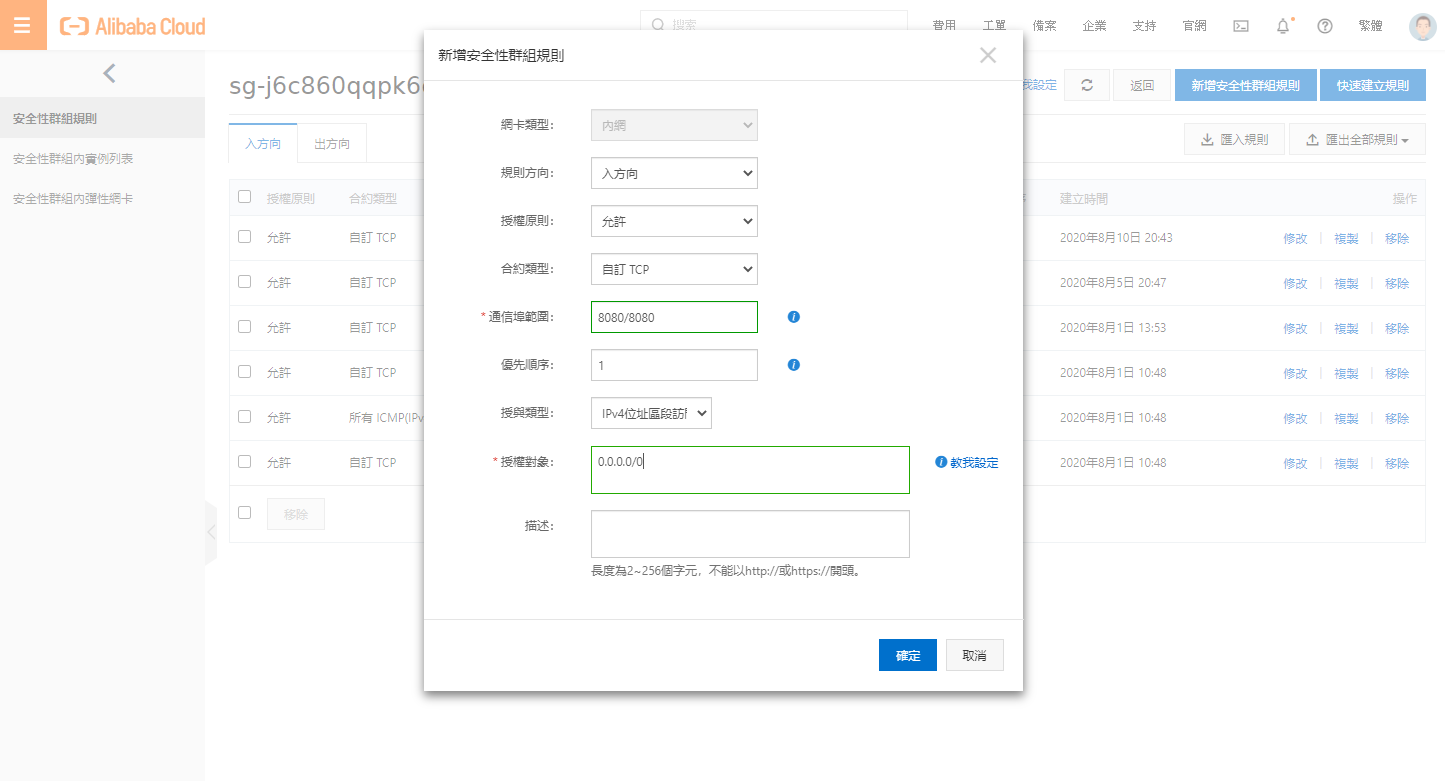 Alibaba Cloud
搜索
費用
工單
備案
企業
支持
官網
繁體
sg-j6c860qqpk6
我設定
返回
新增安全性群組規則
快速建立規則
安全性群組規則
安全性群組內實例列表
安全性群組內彈性網卡
入方向
出方向
匯入規則
匯出全部規則
授權原則 合約類型 建立時間 操作
允許 自訂 TCP 2020年8月10日 20:43 修改 複製 移除
允許 自訂 TCP 2020年8月5日 20:47 修改 複製 移除
允許 自訂 TCP 2020年8月1日 13:53 修改 複製 移除
允許 自訂 TCP 2020年8月1日 10:48 修改 複製 移除
允許 所有 ICMP(IPv 2020年8月1日 10:48 修改 複製 移除
允許 自訂 TCP 2020年8月1日 10:48 修改 複製 移除
移除
新增安全性群組規則
網卡類型： 內網
規則方向： 入方向
授權原則： 允許
合約類型： 自訂 TCP
* 通信埠範圍： 8080/8080
優先順序： 1
授與類型： IPv4位址區段訪
* 授權對象： 0.0.0.0/0 教我設定
描述：
長度為2~256個字元，不能以http://或https://開頭。
確定 取消